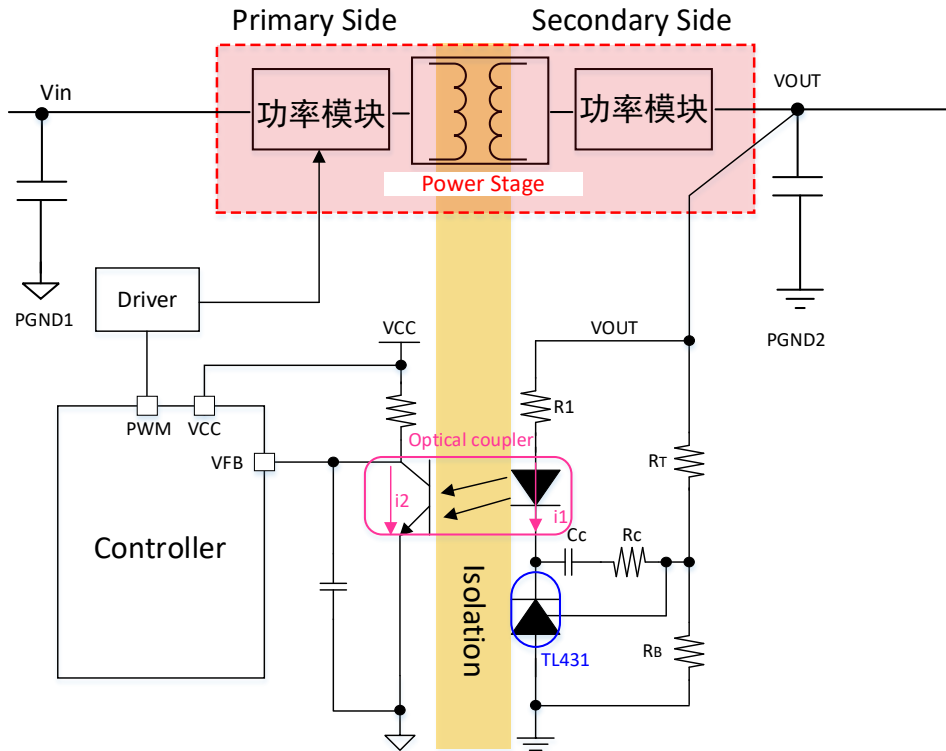 Primary Side
Secondary Side
Vin
功率模块
功率模块
VOUT
Power Stage
PGND1
Driver
VCC
VOUT
PGND2
R1
PWM
VCC
Optical coupler
VFB
RT
i2
i1
Controller
Cc
Rc
Isolation
TL431
RB